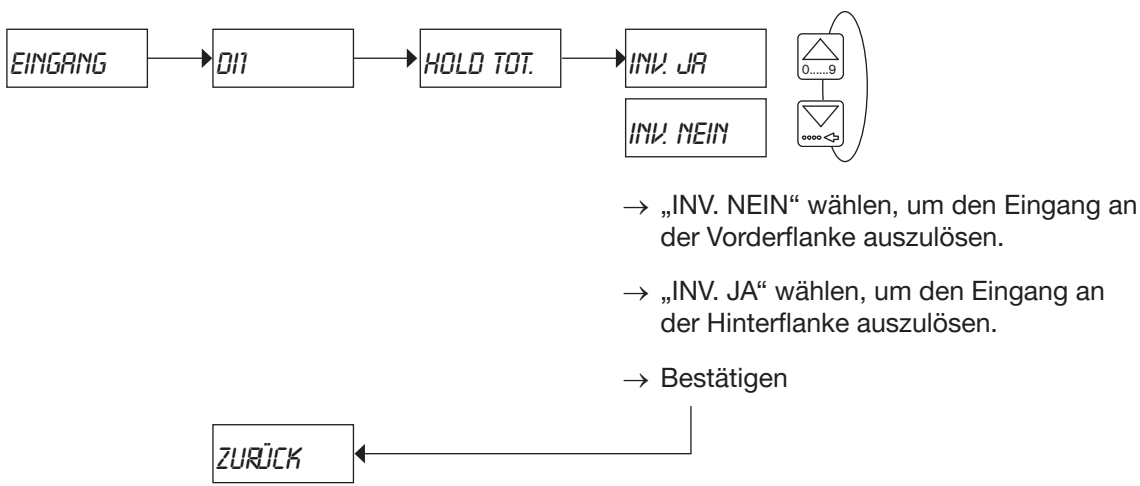 EINGANG
DI1
HOLD TOT.
INV. JA
0......9
INV. NEIN
→ „INV. NEIN“ wählen, um den Eingang an
der Vorderflanke auszulösen.
→ „INV. JA“ wählen, um den Eingang an
der Hinterflanke auszulösen.
→ Bestätigen
ZURÜCK